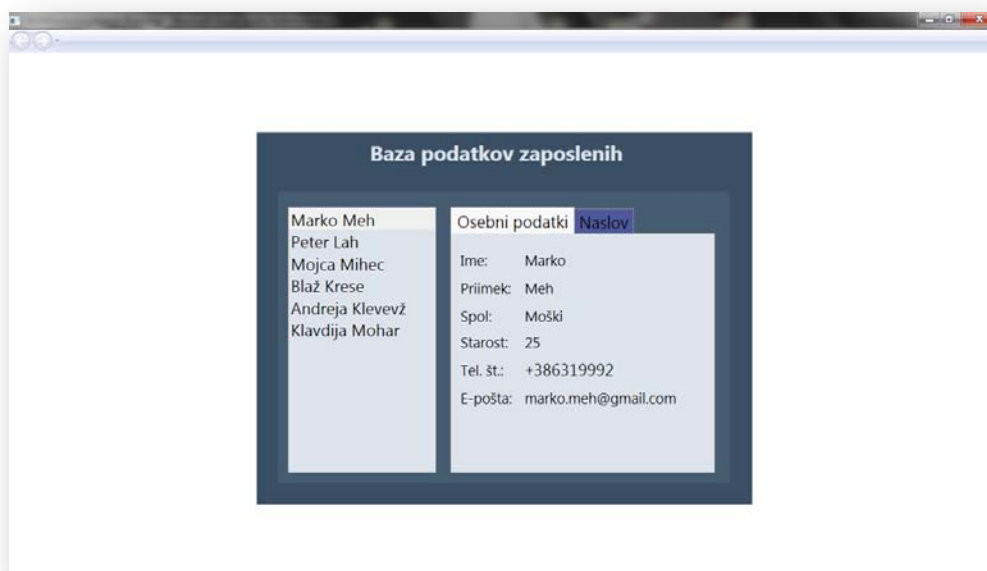 Baza podatkov zaposlenih
Marko Meh
Peter Lah
Mojca Mihec
Blaž Krese
Andreja Klevevž
Klavdija Mohar
Osebni podatki Naslov
Ime: Marko
Priimek: Meh
Spol: Moški
Starost: 25
Tel. št.: +386319992
E-pošta: marko.meh@gmail.com